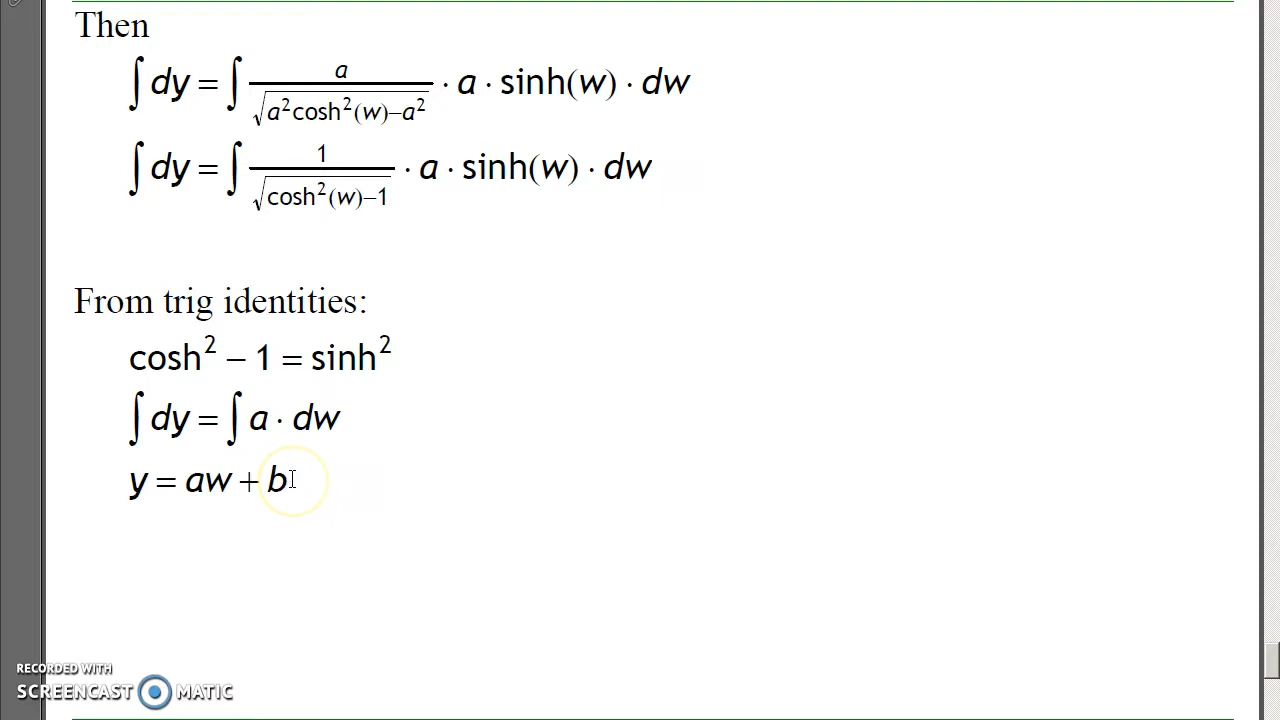 Then
∫dy = ∫ a/√(a²cosh²(w)–a²) · a · sinh(w) · dw
∫dy = ∫ 1/√(cosh²(w)–1) · a · sinh(w) · dw
From trig identities:
cosh² – 1 = sinh²
∫dy = ∫a · dw
y = aw + b
RECORDED WITH
SCREENCAST MATIC